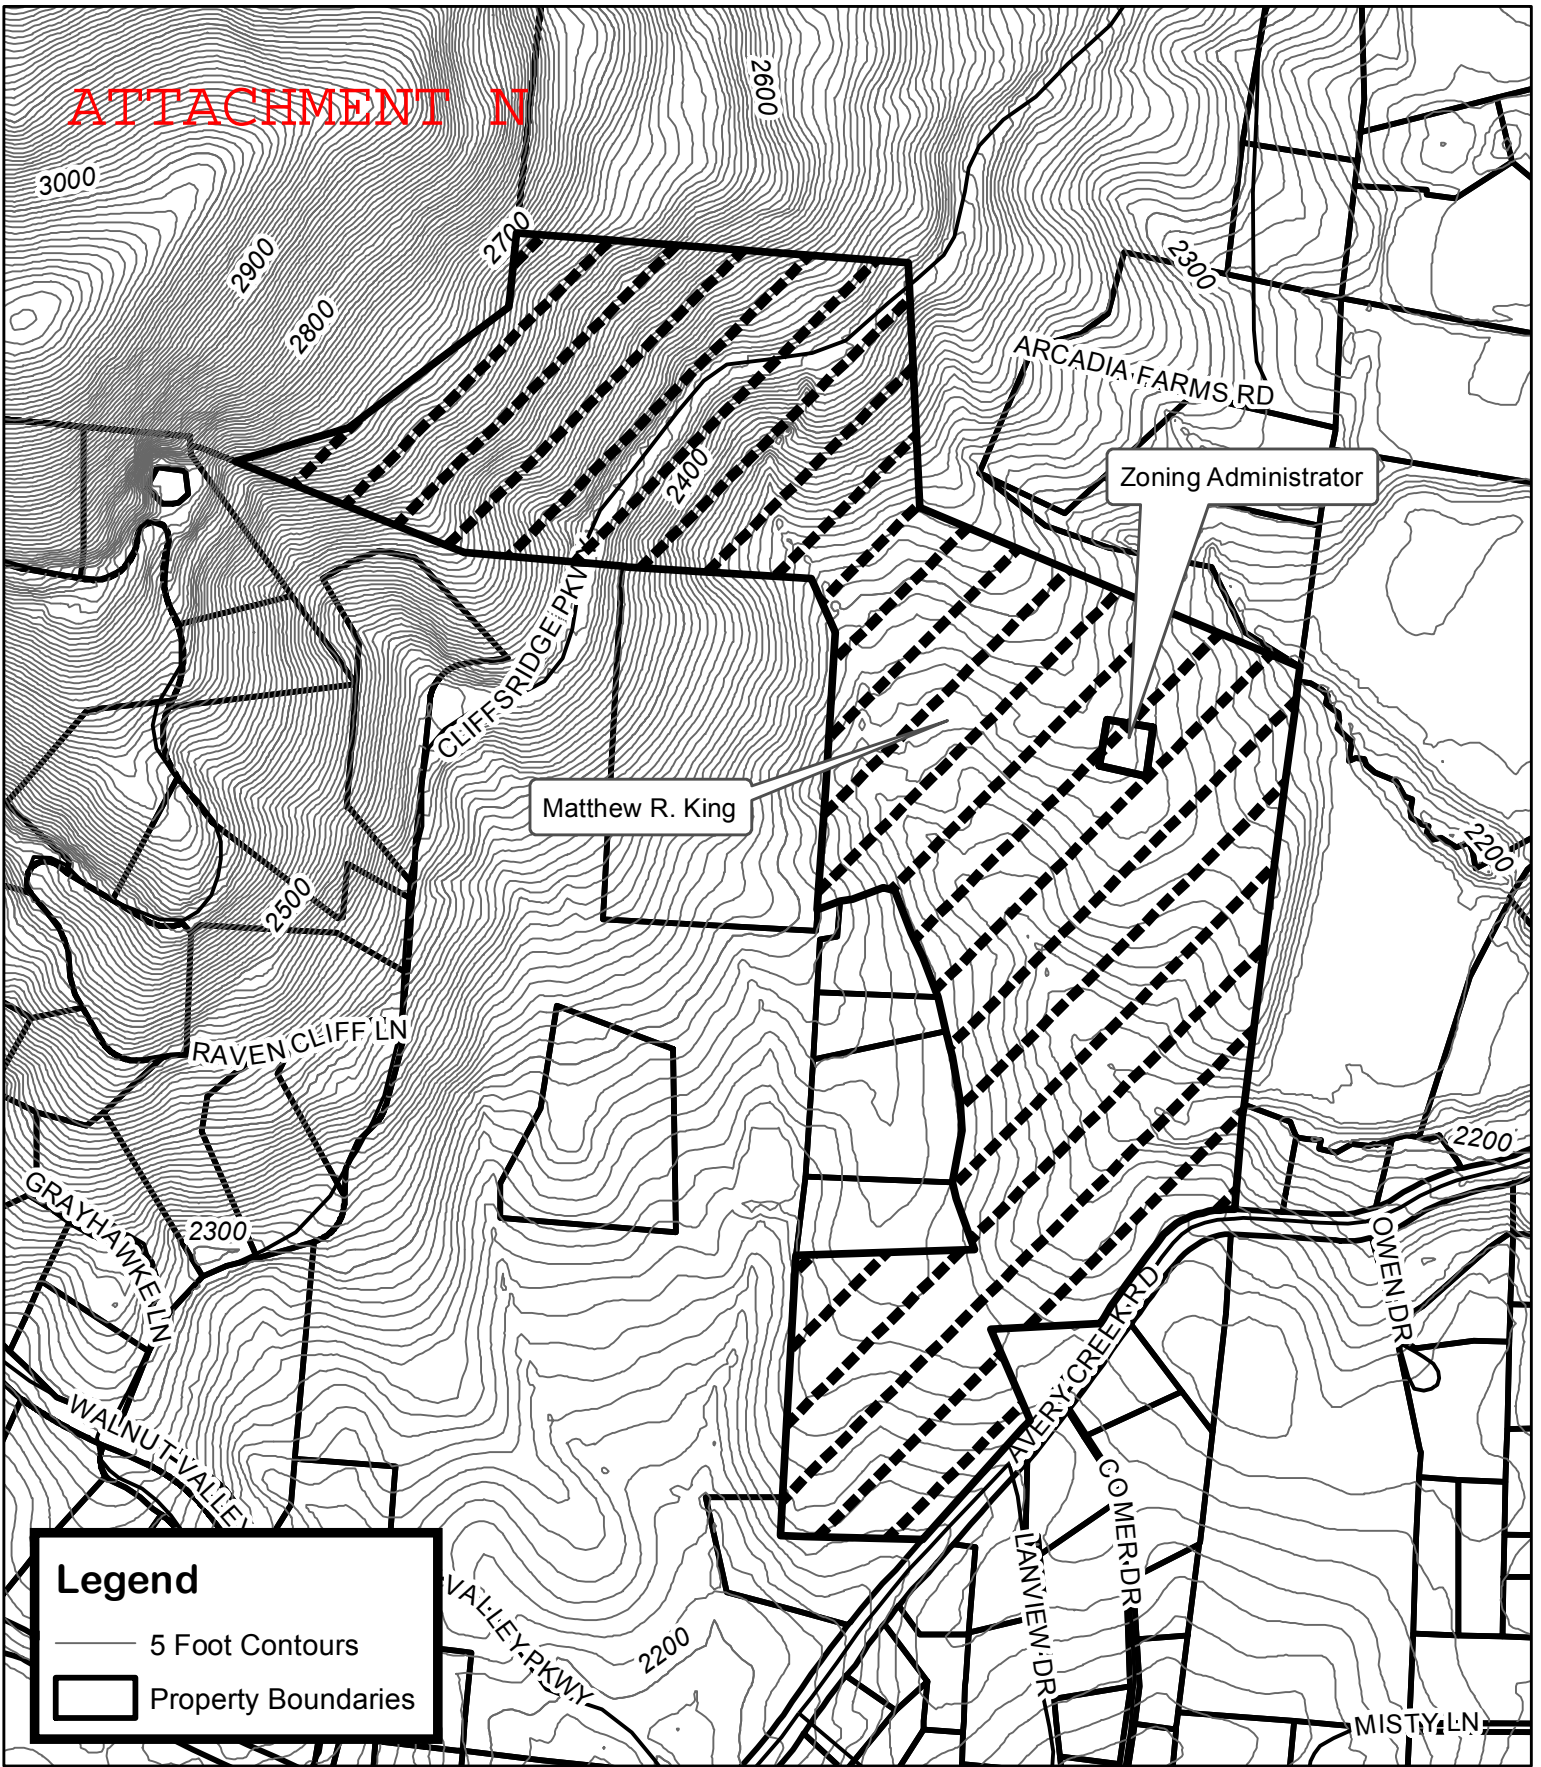 ATTACHMENT N
2600
3000
2700
2900
2300
2800
ARCADIA FARMS RD
Zoning Administrator
2400
CLIFFSRIDGE PKWY
Matthew R. King
2200
2500
RAVEN CLIFF LN
2200
GRAYHAWKE LN
2300
OWEN DR
AVERY CREEK RD
WALNUT VALLEY
COMER DR
LANVIEW DR
VALLEY PKWY
2200
MISTY LN
Legend
5 Foot Contours
Property Boundaries